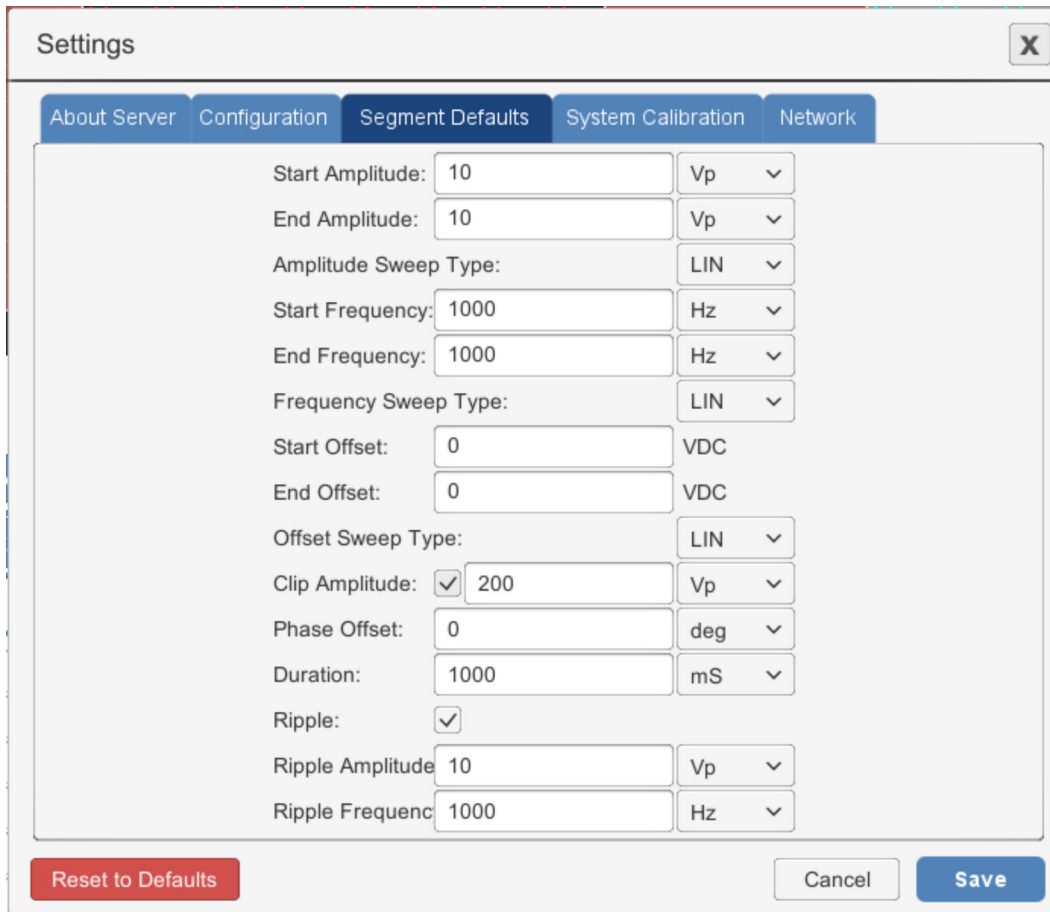 Settings
X
About Server Configuration Segment Defaults System Calibration Network
Start Amplitude: 10 Vp
End Amplitude: 10 Vp
Amplitude Sweep Type: LIN
Start Frequency: 1000 Hz
End Frequency: 1000 Hz
Frequency Sweep Type: LIN
Start Offset: 0 VDC
End Offset: 0 VDC
Offset Sweep Type: LIN
Clip Amplitude: 200 Vp
Phase Offset: 0 deg
Duration: 1000 mS
Ripple:
Ripple Amplitude 10 Vp
Ripple Frequenc 1000 Hz
Reset to Defaults Cancel Save